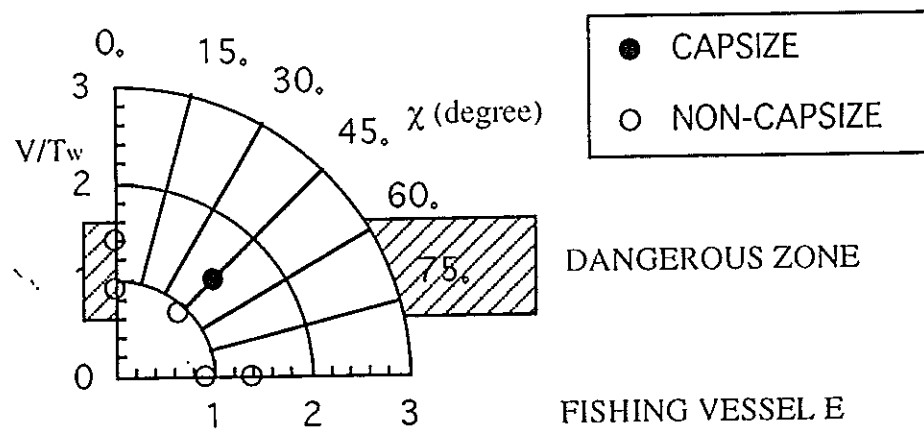 0°
15°
30°
45°
χ (degree)
60°
75°
3
V/Tw
2
1
0
1
2
3
CAPSIZE
NON-CAPSIZE
DANGEROUS ZONE
FISHING VESSEL E